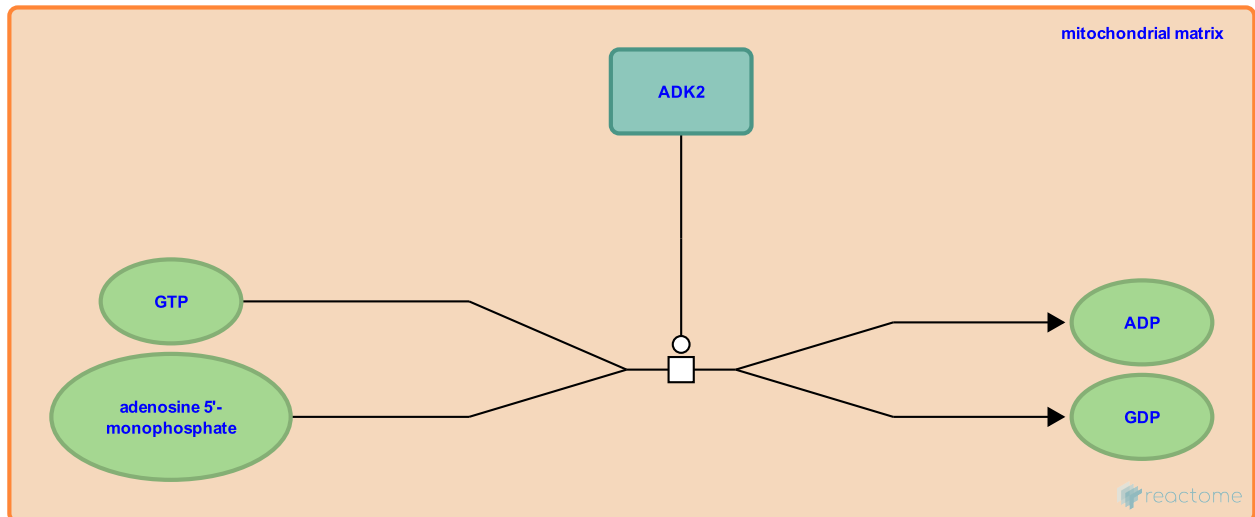 mitochondrial matrix
ADK2
GTP
ADP
adenosine 5'-
monophosphate
GDP
reactome